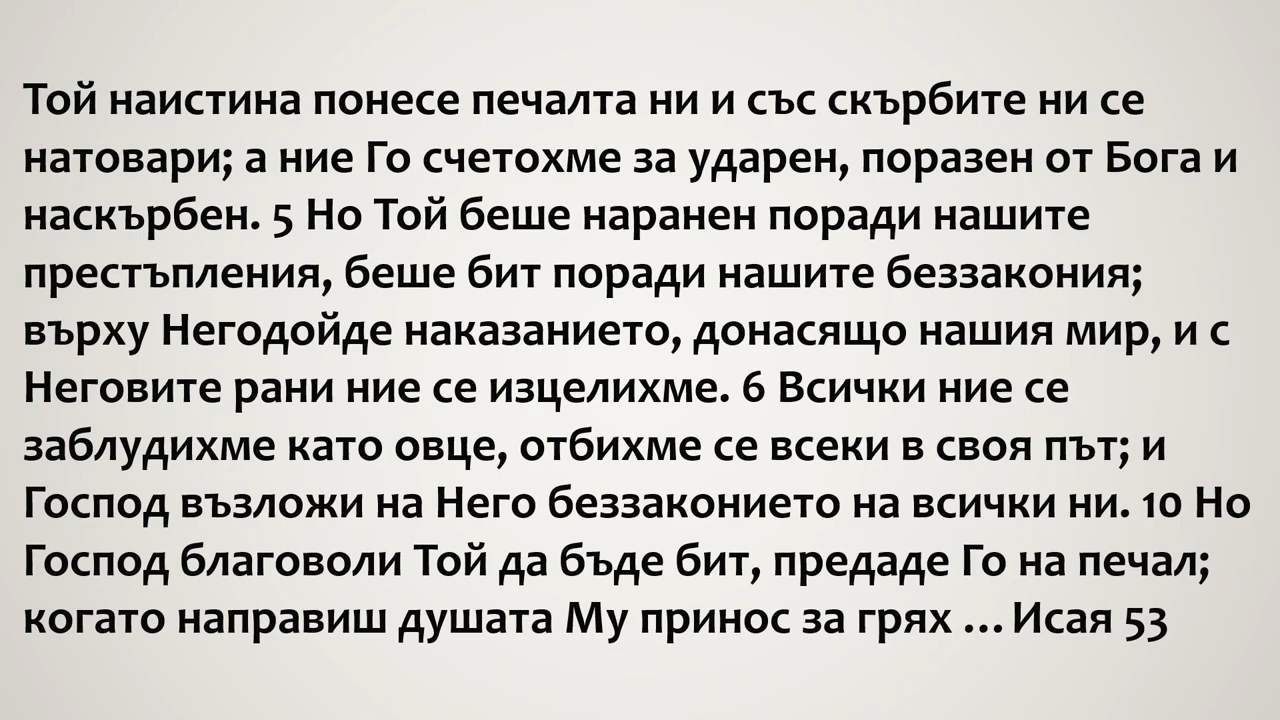 Той наистина понесе печалта ни и със скърбите ни се
натовари; а ние Го счетохме за ударен, поразен от Бога и
наскърбен. 5 Но Той беше наранен поради нашите
престъпления, беше бит поради нашите беззакония;
върху Негодойде наказанието, донасящо нашия мир, и с
Неговите рани ние се изцелихме. 6 Всички ние се
заблудихме като овце, отбихме се всеки в своя път; и
Господ възложи на Него беззаконието на всички ни. 10 Но
Господ благоволи Той да бъде бит, предаде Го на печал;
когато направиш душата Му принос за грях ... Исая 53